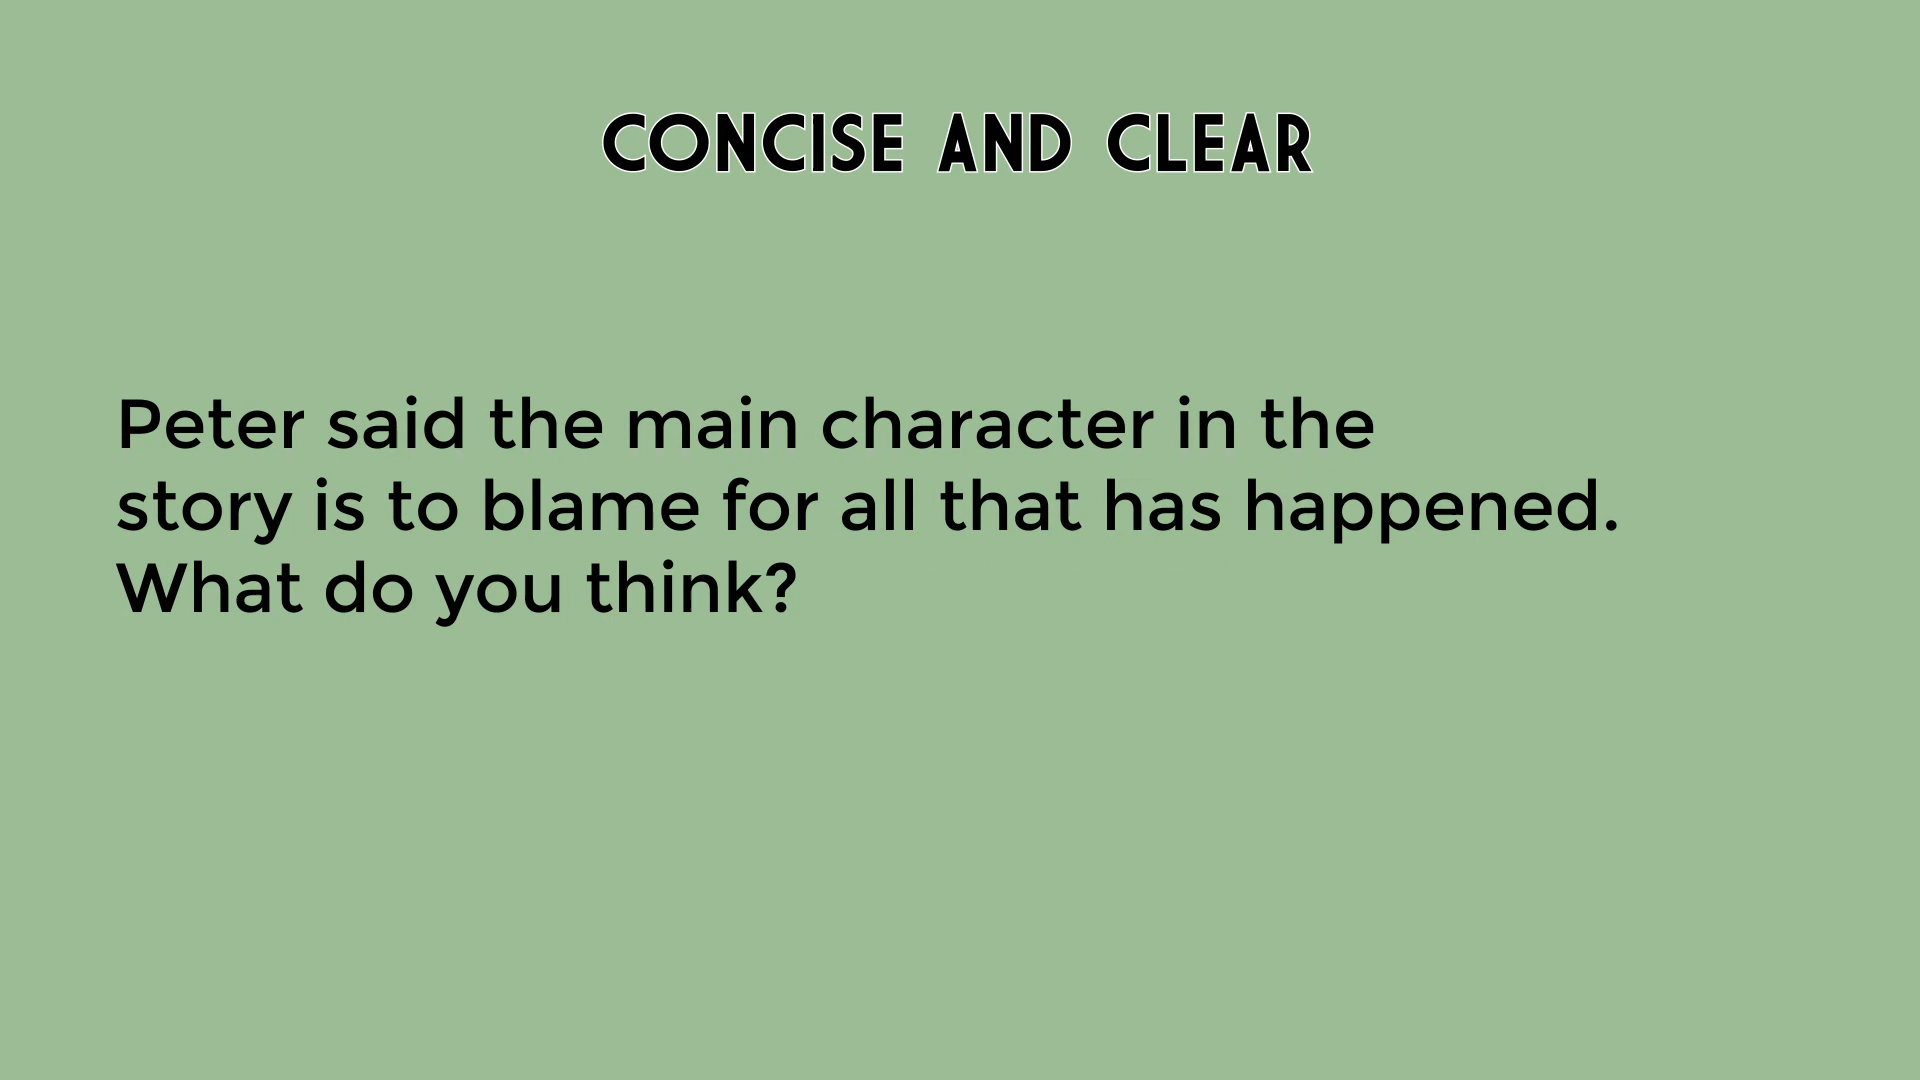 CONCISE AND CLEAR
Peter said the main character in the
story is to blame for all that has happened.
What do you think?